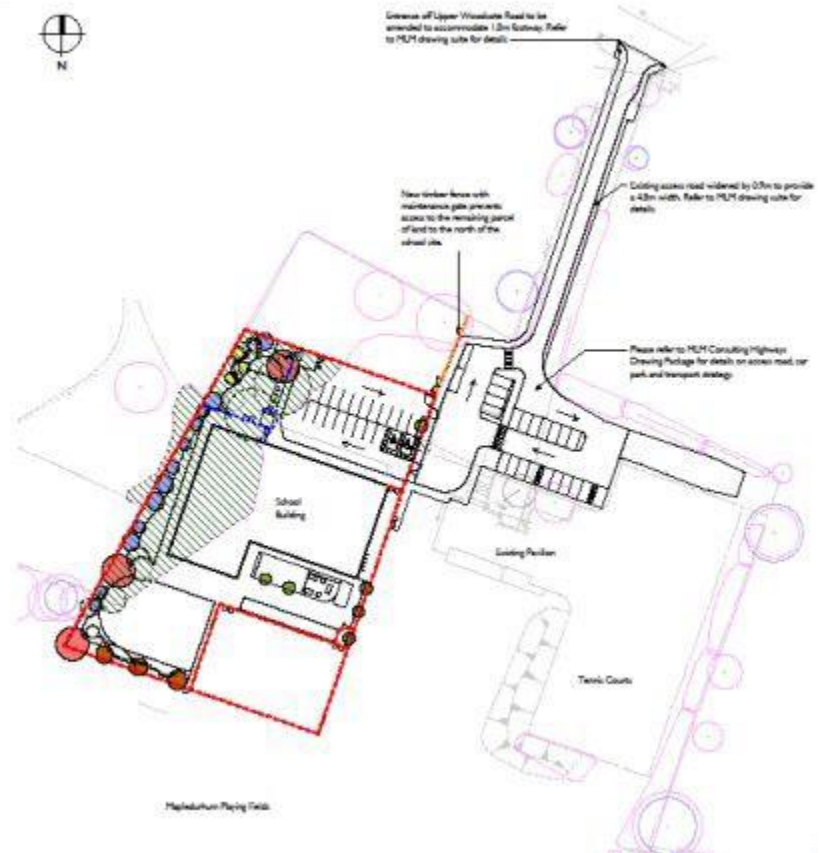 Entrance off Upper Woodcote Road to be
amended to accommodate 1.0m footway. Refer
to MLM drawing suite for details
N
Existing access road widened by 0.7m to provide
a 4.8m width. Refer to MLM drawing suite for
details
New timber fence with
maintenance gate prevents
access to the remaining parcel
of land to the north of the
school site.
Please refer to MLM Consulting Highways
Drawing Package for details on access road, car
park and transport strategy.
School
Building
Existing Pavilion
Tennis Courts
Mapledurham Playing Fields